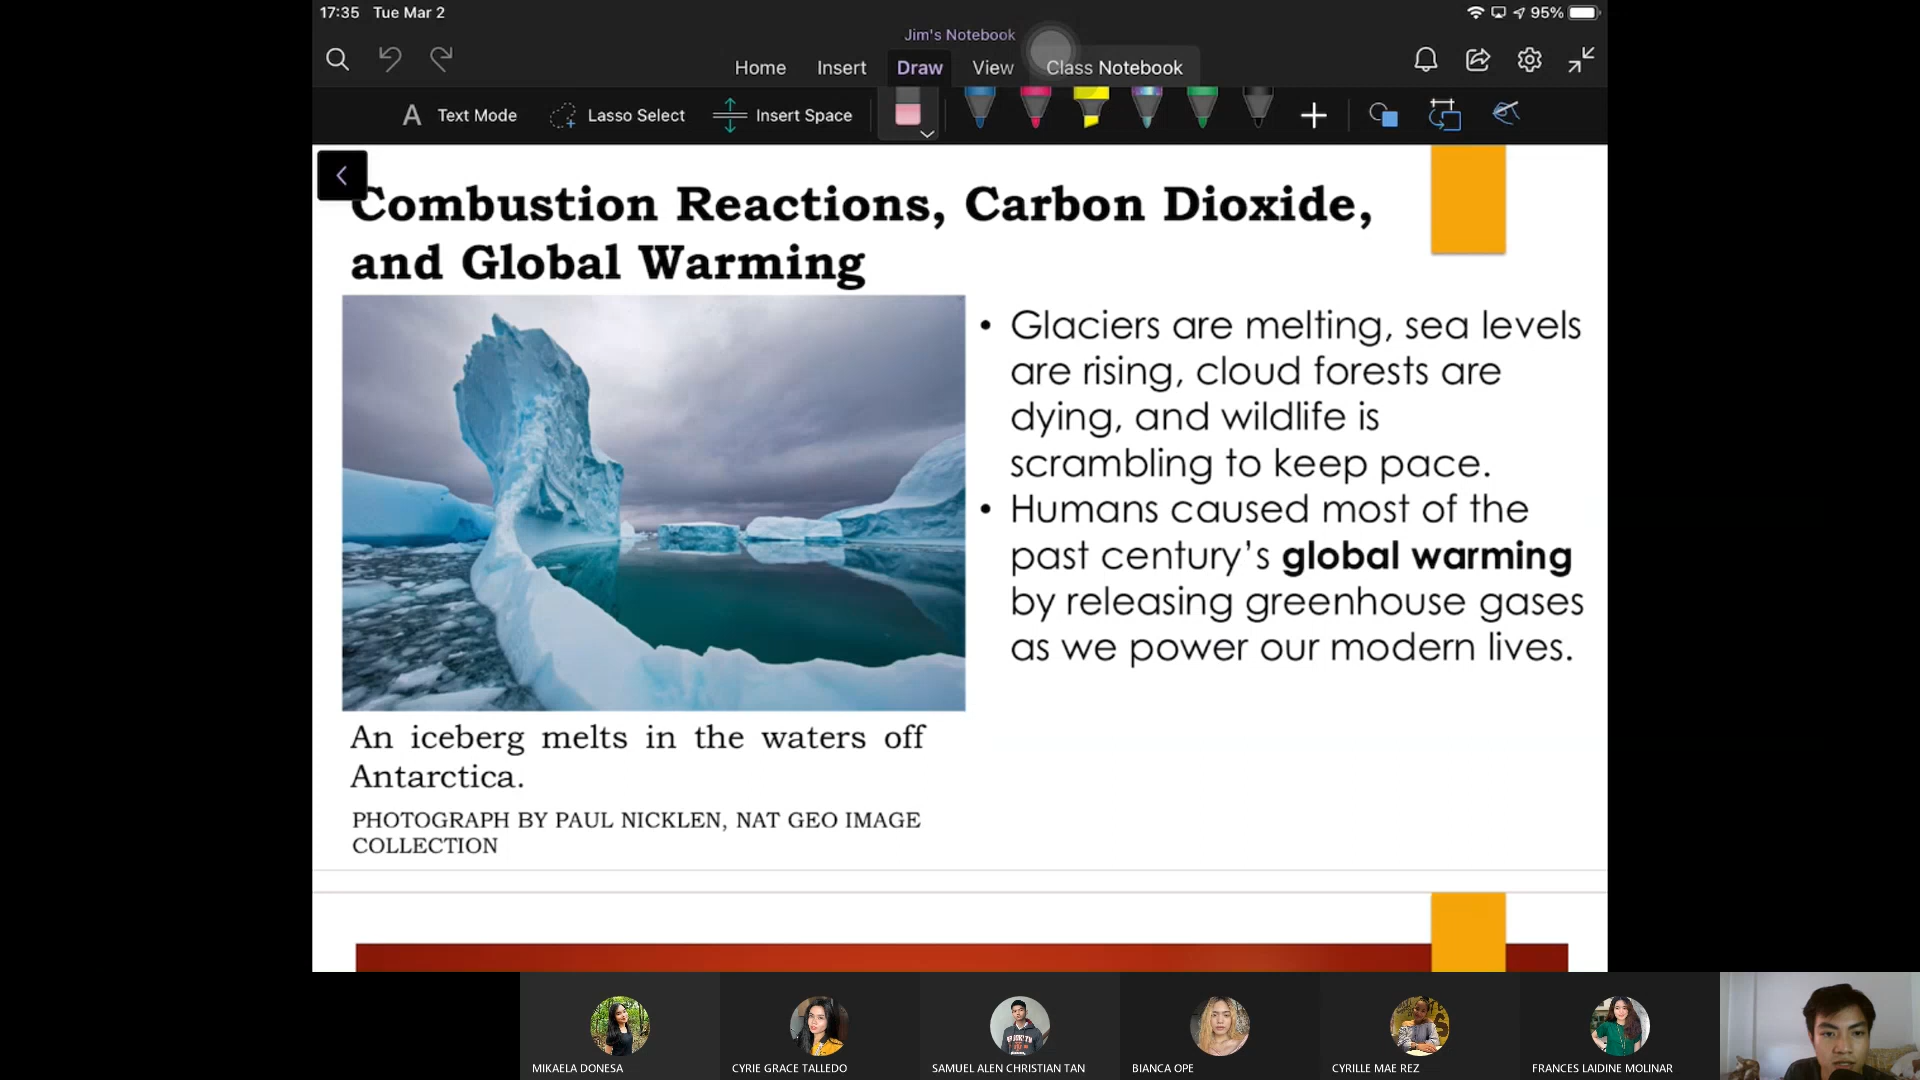 17:35 Tue Mar 2
95%
Jim's Notebook
Home Insert Draw View Class Notebook
A Text Mode Lasso Select Insert Space
Combustion Reactions, Carbon Dioxide,
and Global Warming
• Glaciers are melting, sea levels
are rising, cloud forests are
dying, and wildlife is
scrambling to keep pace.
• Humans caused most of the
past century's global warming
by releasing greenhouse gases
as we power our modern lives.
An iceberg melts in the waters off
Antarctica.
PHOTOGRAPH BY PAUL NICKLEN, NAT GEO IMAGE
COLLECTION
MIKAELA DONESA CYRIE GRACE TALLEDO SAMUEL ALEN CHRISTIAN TAN BIANCA OPE CYRILLE MAE REZ FRANCES LAIDINE MOLINAR